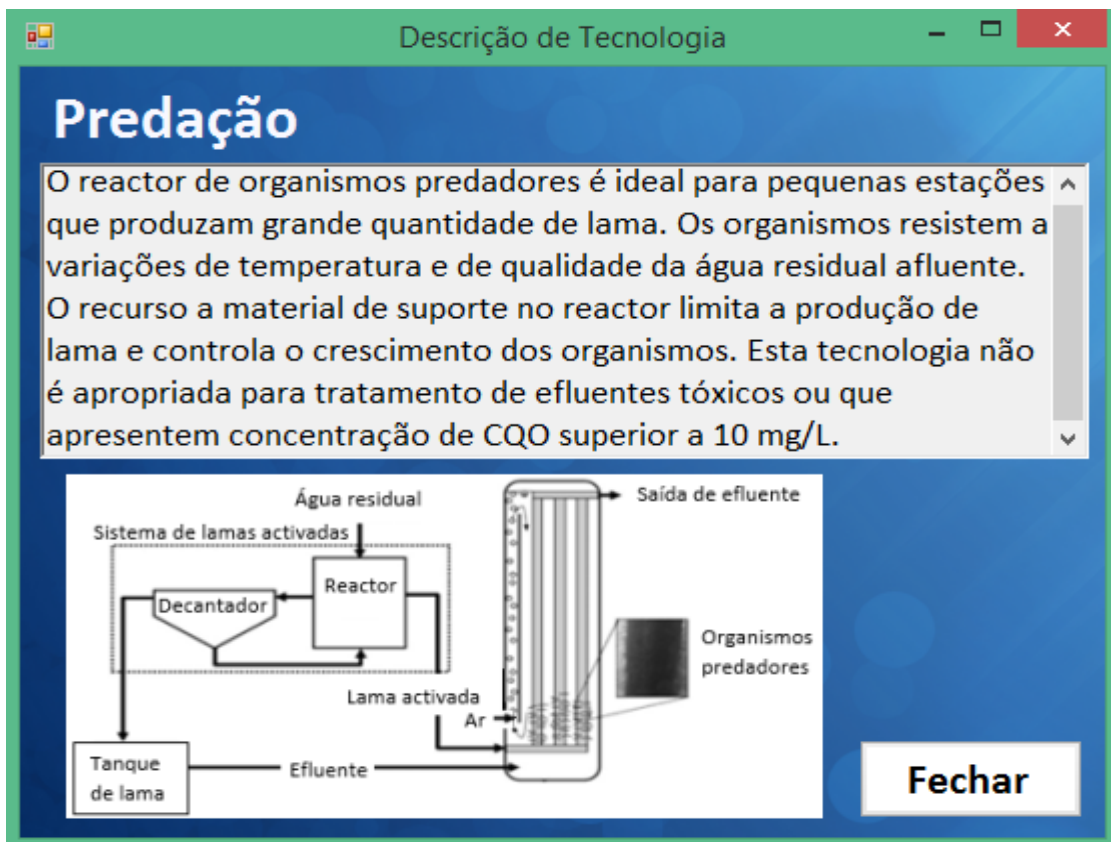 Descrição de Tecnologia
Predação
O reactor de organismos predadores é ideal para pequenas estações
que produzam grande quantidade de lama. Os organismos resistem a
variações de temperatura e de qualidade da água residual afluente.
O recurso a material de suporte no reactor limita a produção de
lama e controla o crescimento dos organismos. Esta tecnologia não
é apropriada para tratamento de efluentes tóxicos ou que
apresentem concentração de CQO superior a 10 mg/L.
Água residual
Saída de efluente
Sistema de lamas activadas
Reactor
Decantador
Organismos
predadores
Lama activada
Ar
Tanque
de lama
Efluente
Fechar